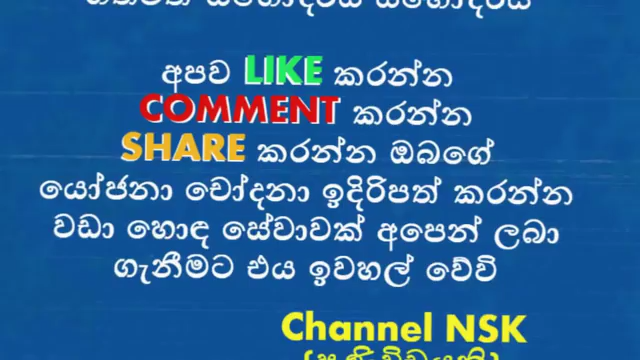 අපව LIKE කරන්න
COMMENT කරන්න
SHARE කරන්න ඔබගේ
යෝජනා චෝදනා ඉදිරිපත් කරන්න
වඩා හොඳ සේවාවක් අපෙන් ලබා
ගැනීමට එය ඉවහල් වේවි
Channel NSK